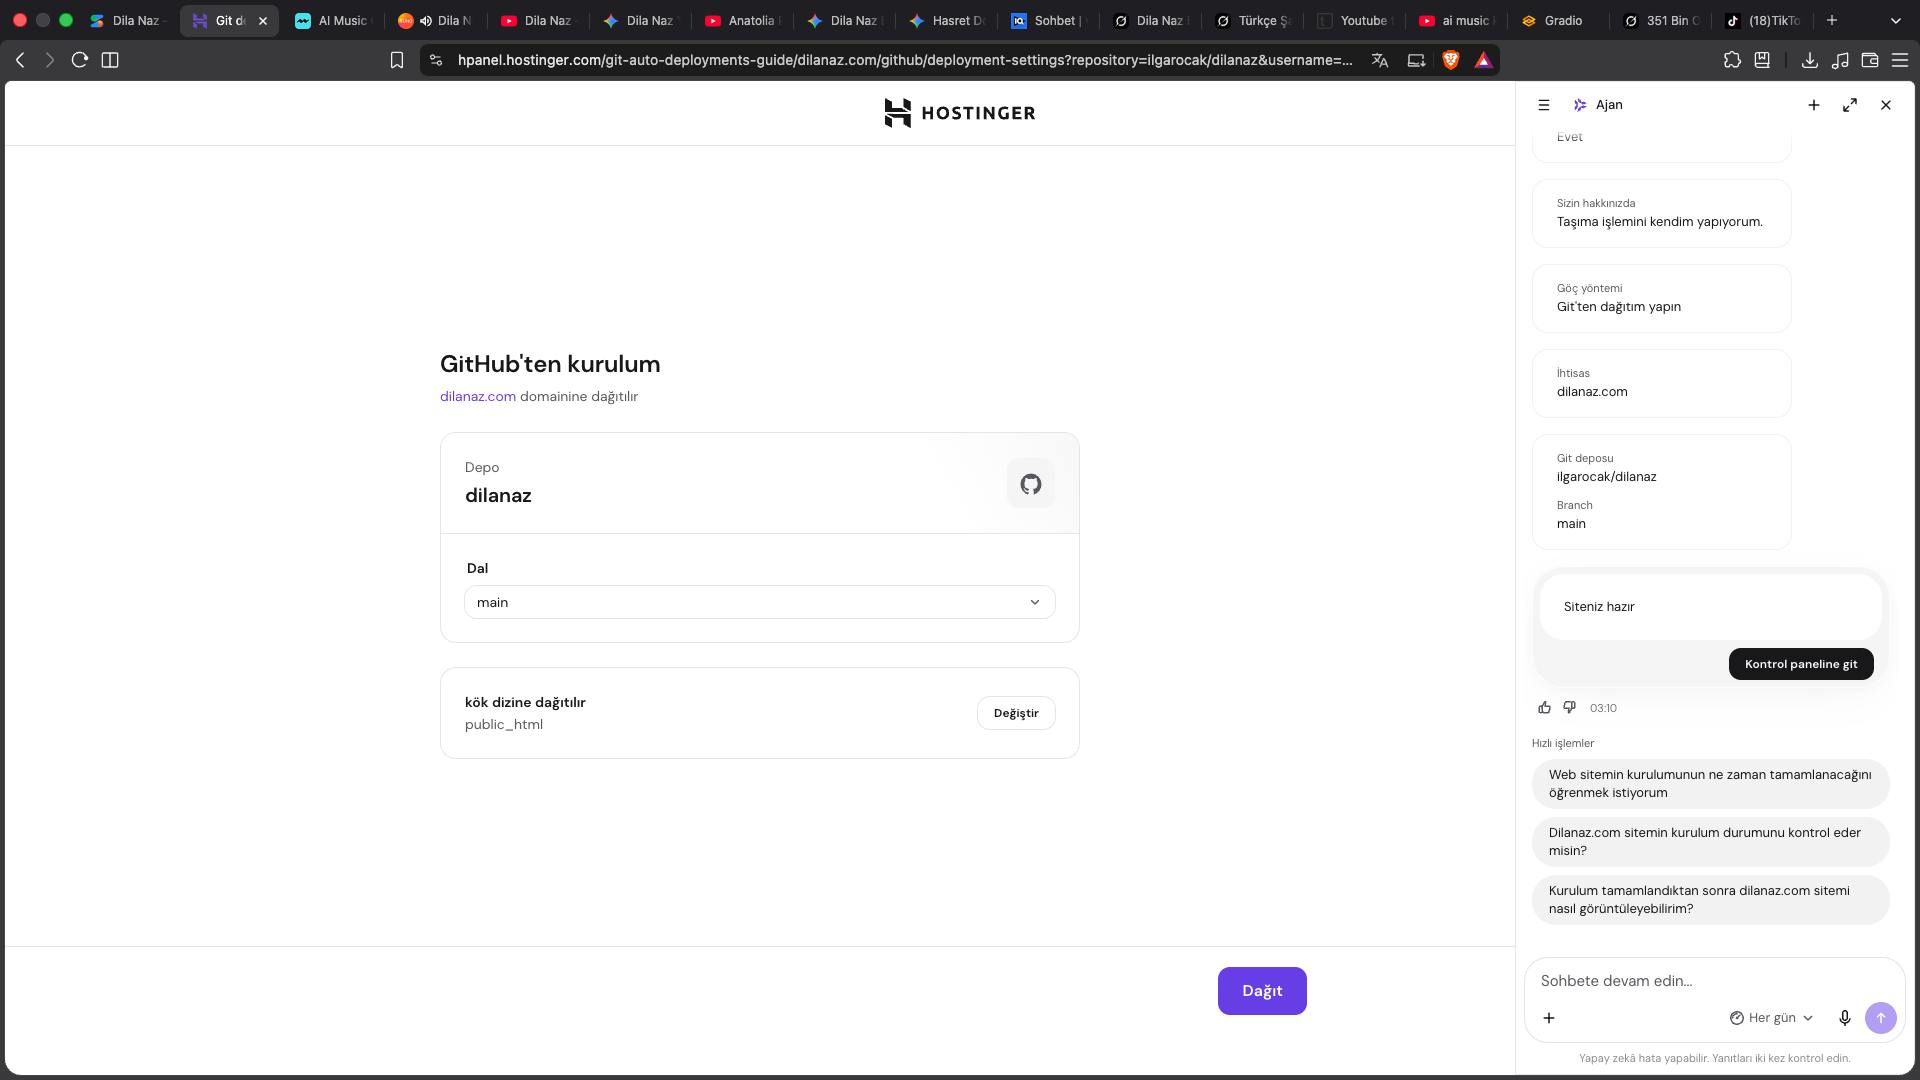 Dila Naz
Git de
AI Music
Dila N
Dila Naz
Dila Naz
Anatolia
Dila Naz
Hasret D
Sohbet |
Dila Naz
Türkçe Ş
Youtube
ai music
Gradio
351 Bin
(18)TikTo
hpanel.hostinger.com/git-auto-deployments-guide/dilanaz.com/github/deployment-settings?repository=ilgarocak/dilanaz&username=...
HOSTINGER
GitHub'ten kurulum
dilanaz.com domainine dağıtılır
Depo
dilanaz
Dal
main
kök dizine dağıtılır
public_html
Değiştir
Dağıt
Ajan
Evet
Sizin hakkınızda
Taşıma işlemini kendim yapıyorum.
Göç yöntemi
Git'ten dağıtım yapın
İhtisas
dilanaz.com
Git deposu
ilgarocak/dilanaz
Branch
main
Siteniz hazır
Kontrol paneline git
03:10
Hızlı işlemler
Web sitemin kurulumunun ne zaman tamamlanacağını
öğrenmek istiyorum
Dilanaz.com sitemin kurulum durumunu kontrol eder
misin?
Kurulum tamamlandıktan sonra dilanaz.com sitemi
nasıl görüntüleyebilirim?
Sohbete devam edin...
Her gün
Yapay zekâ hata yapabilir. Yanıtları iki kez kontrol edin.